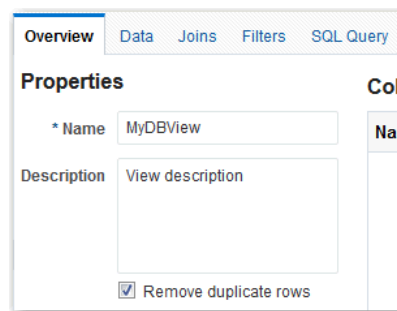 Overview Data Joins Filters SQL Query
Properties
* Name MyDBView
Description View description
Remove duplicate rows